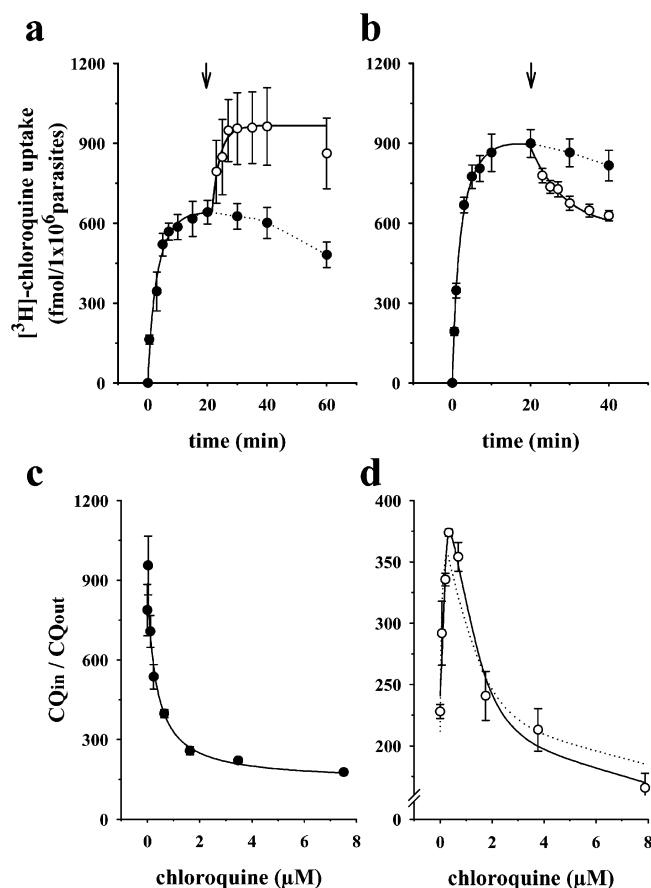 a
b
[³H]-chloroquine uptake
(fmol/1x10⁶parasites)
1200
900
600
300
0
0 20 40 60
time (min)
1200
900
600
300
0
0 20 40
time (min)
c
d
CQin / CQout
1200
900
600
300
0
0 2 4 6 8
chloroquine (µM)
400
350
300
250
200
0
0 2 4 6 8
chloroquine (µM)